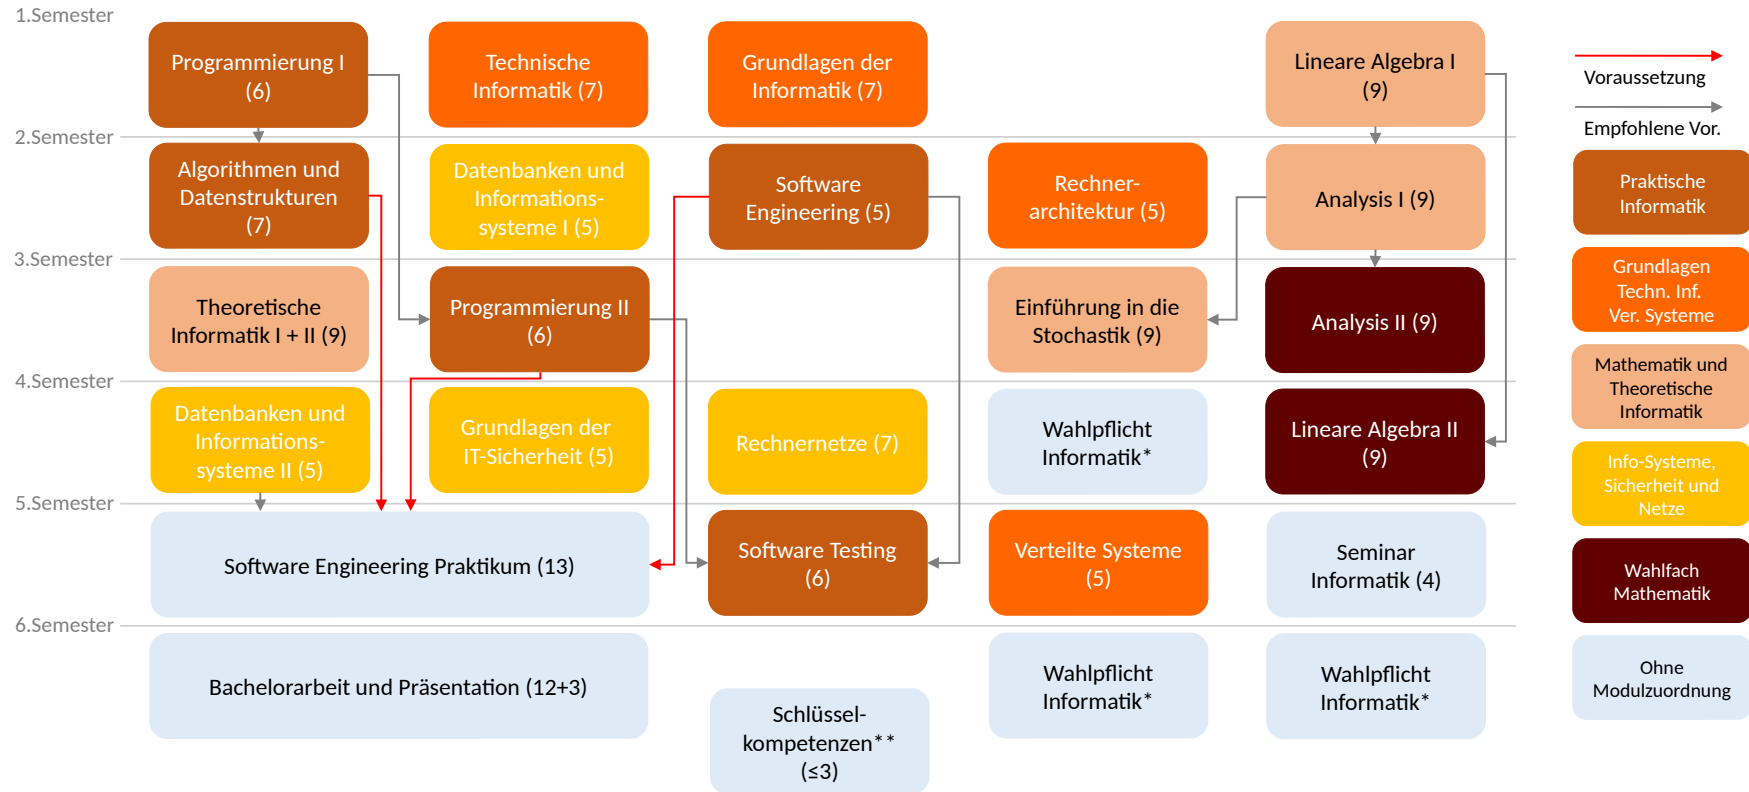 1.Semester
Programmierung I
(6)
Technische
Informatik (7)
Grundlagen der
Informatik (7)
Lineare Algebra I
(9)
2.Semester
Algorithmen und
Datenstrukturen
(7)
Datenbanken und
Informations-
systeme I (5)
Software
Engineering (5)
Rechner-
architektur (5)
Analysis I (9)
3.Semester
Theoretische
Informatik I + II (9)
Programmierung II
(6)
Einführung in die
Stochastik (9)
Analysis II (9)
4.Semester
Datenbanken und
Informations-
systeme II (5)
Grundlagen der
IT-Sicherheit (5)
Rechnernetze (7)
Wahlpflicht
Informatik*
Lineare Algebra II
(9)
5.Semester
Software Engineering Praktikum (13)
Software Testing
(6)
Verteilte Systeme
(5)
Seminar
Informatik (4)
6.Semester
Bachelorarbeit und Präsentation (12+3)
Schlüssel-
kompetenzen**
(≤3)
Wahlpflicht
Informatik*
Wahlpflicht
Informatik*
Voraussetzung
Empfohlene Vor.
Praktische
Informatik
Grundlagen
Techn. Inf.
Ver. Systeme
Mathematik und
Theoretische
Informatik
Info-Systeme,
Sicherheit und
Netze
Wahlfach
Mathematik
Ohne
Modulzuordnung